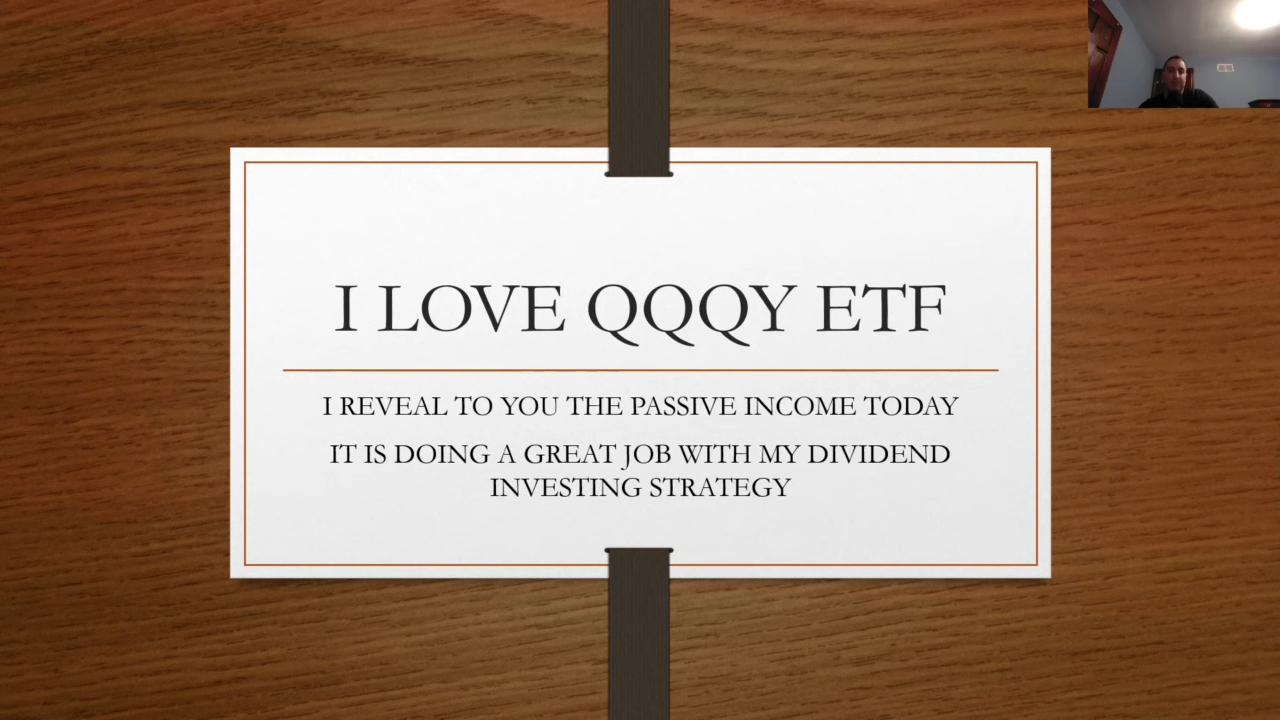 I LOVE QQQY ETF
I REVEAL TO YOU THE PASSIVE INCOME TODAY
IT IS DOING A GREAT JOB WITH MY DIVIDEND
INVESTING STRATEGY